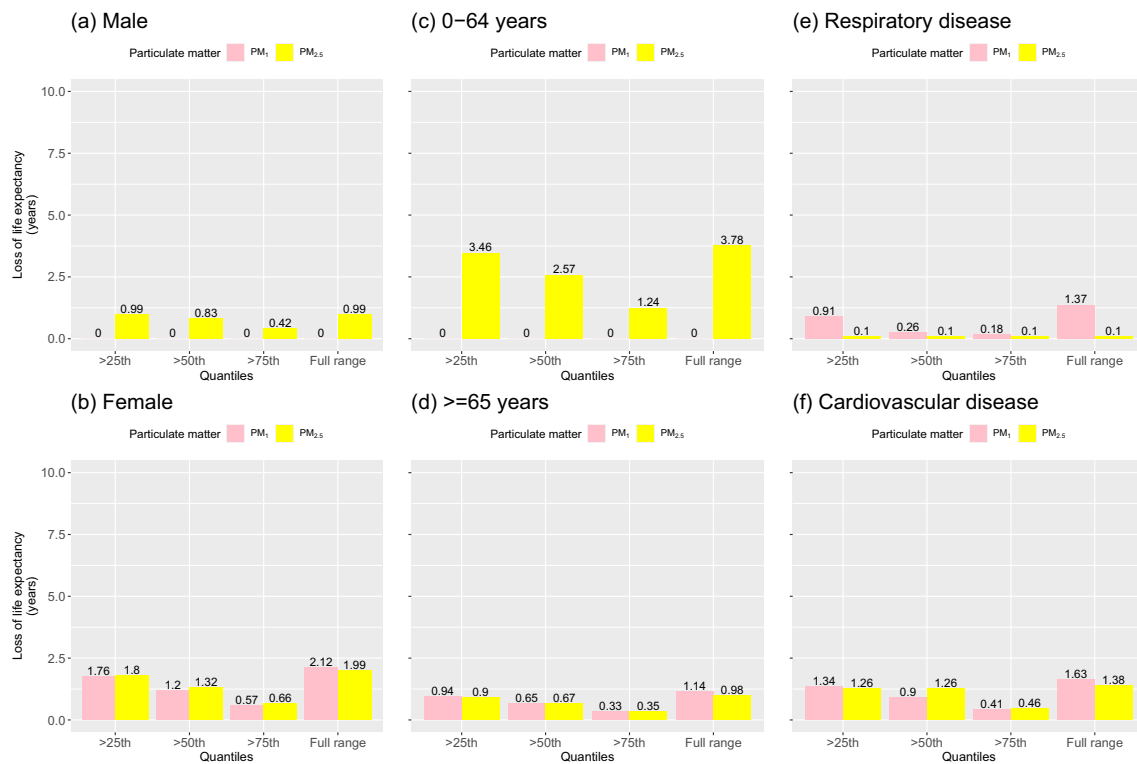 (a) Male
Particulate matter PM₁ PM₂.₅
10.0
7.5
5.0
2.5
0.0
Loss of life expectancy
(years)
0 0.99 0 0.83 0 0.42 0 0.99
>25th >50th >75th Full range
Quantiles
(c) 0−64 years
Particulate matter PM₁ PM₂.₅
0 3.46 0 2.57 0 1.24 0 3.78
>25th >50th >75th Full range
Quantiles
(e) Respiratory disease
Particulate matter PM₁ PM₂.₅
0.91 0.1 0.26 0.1 0.18 0.1 1.37 0.1
>25th >50th >75th Full range
Quantiles
(b) Female
Particulate matter PM₁ PM₂.₅
10.0
7.5
5.0
2.5
0.0
Loss of life expectancy
(years)
1.76 1.8 1.2 1.32 0.57 0.66 2.12 1.99
>25th >50th >75th Full range
Quantiles
(d) >=65 years
Particulate matter PM₁ PM₂.₅
0.94 0.9 0.65 0.67 0.33 0.35 1.14 0.98
>25th >50th >75th Full range
Quantiles
(f) Cardiovascular disease
Particulate matter PM₁ PM₂.₅
1.34 1.26 0.9 1.26 0.41 0.46 1.63 1.38
>25th >50th >75th Full range
Quantiles